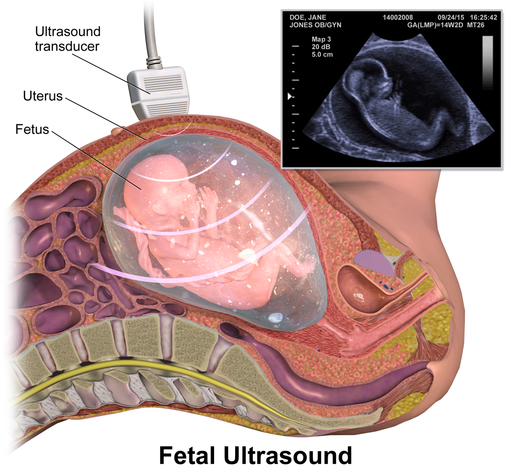 DOE, JANE 14002008 09/24/15 16:25:42
JONES OB/GYN GA(LMP)=14W2D MT26
Map 3
20 dB
5.0 cm
Ultrasound
transducer
Uterus
Fetus
Fetal Ultrasound